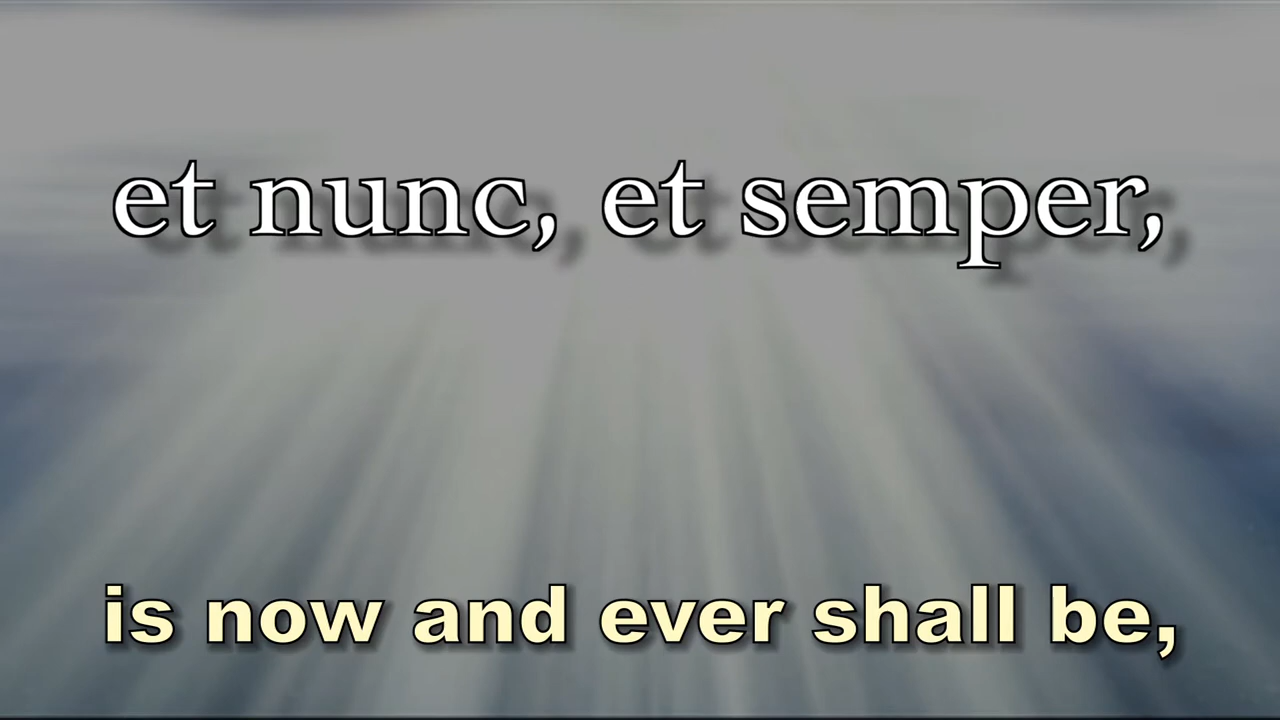 et nunc, et semper,
is now and ever shall be,